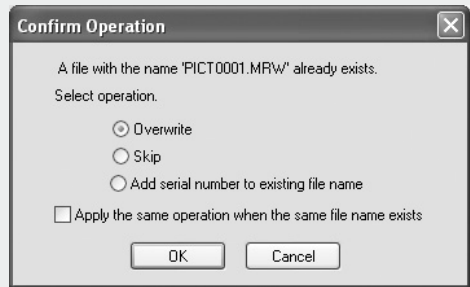 Confirm Operation
A file with the name 'PICT0001.MRW' already exists.
Select operation.
Overwrite
Skip
Add serial number to existing file name
Apply the same operation when the same file name exists
OK Cancel